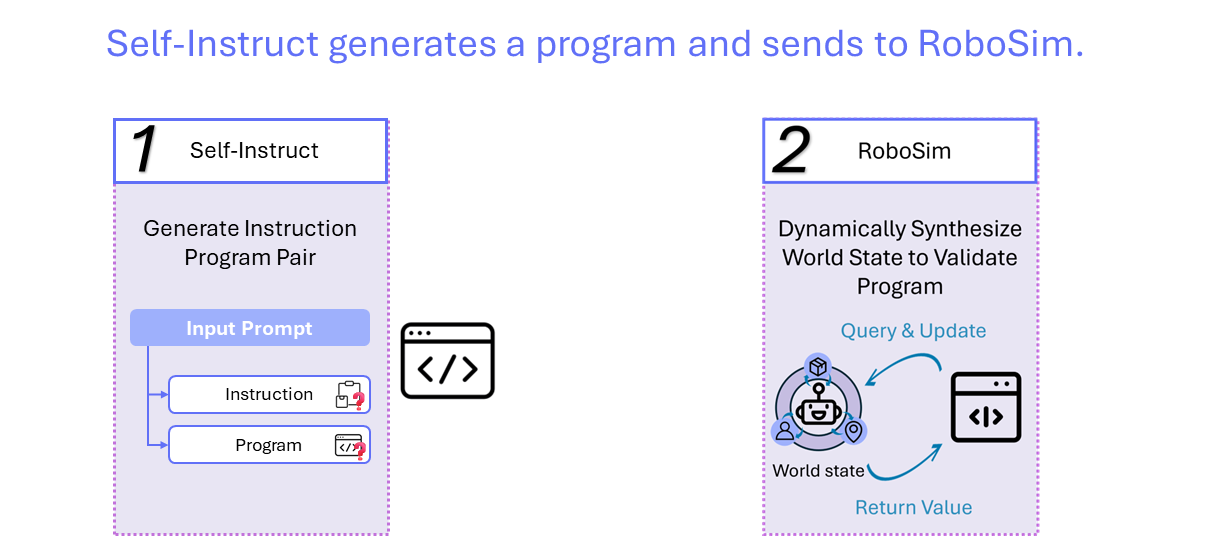 Self-Instruct generates a program and sends to RoboSim.
1 Self-Instruct
Generate Instruction
Program Pair
Input Prompt
Instruction
?
Program
</>
?
</>
2 RoboSim
Dynamically Synthesize
World State to Validate
Program
Query & Update
<|>
World state
Return Value